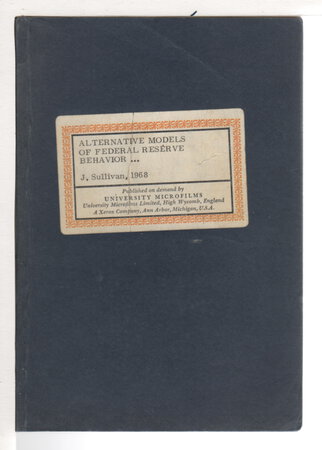 ALTERNATIVE MODELS
OF FEDERAL RESERVE
BEHAVIOR ...
J. Sullivan, 1968
Published on demand by
UNIVERSITY MICROFILMS
University Microfilms Limited, High Wycomb, England
A Xerox Company, Ann Arbor, Michigan, U.S.A.